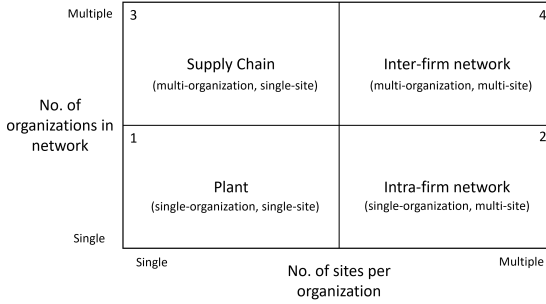 Multiple
3
4
Supply Chain
(multi-organization, single-site)
Inter-firm network
(multi-organization, multi-site)
No. of
organizations in
network
1
2
Plant
(single-organization, single-site)
Intra-firm network
(single-organization, multi-site)
Single
Single
Multiple
No. of sites per
organization